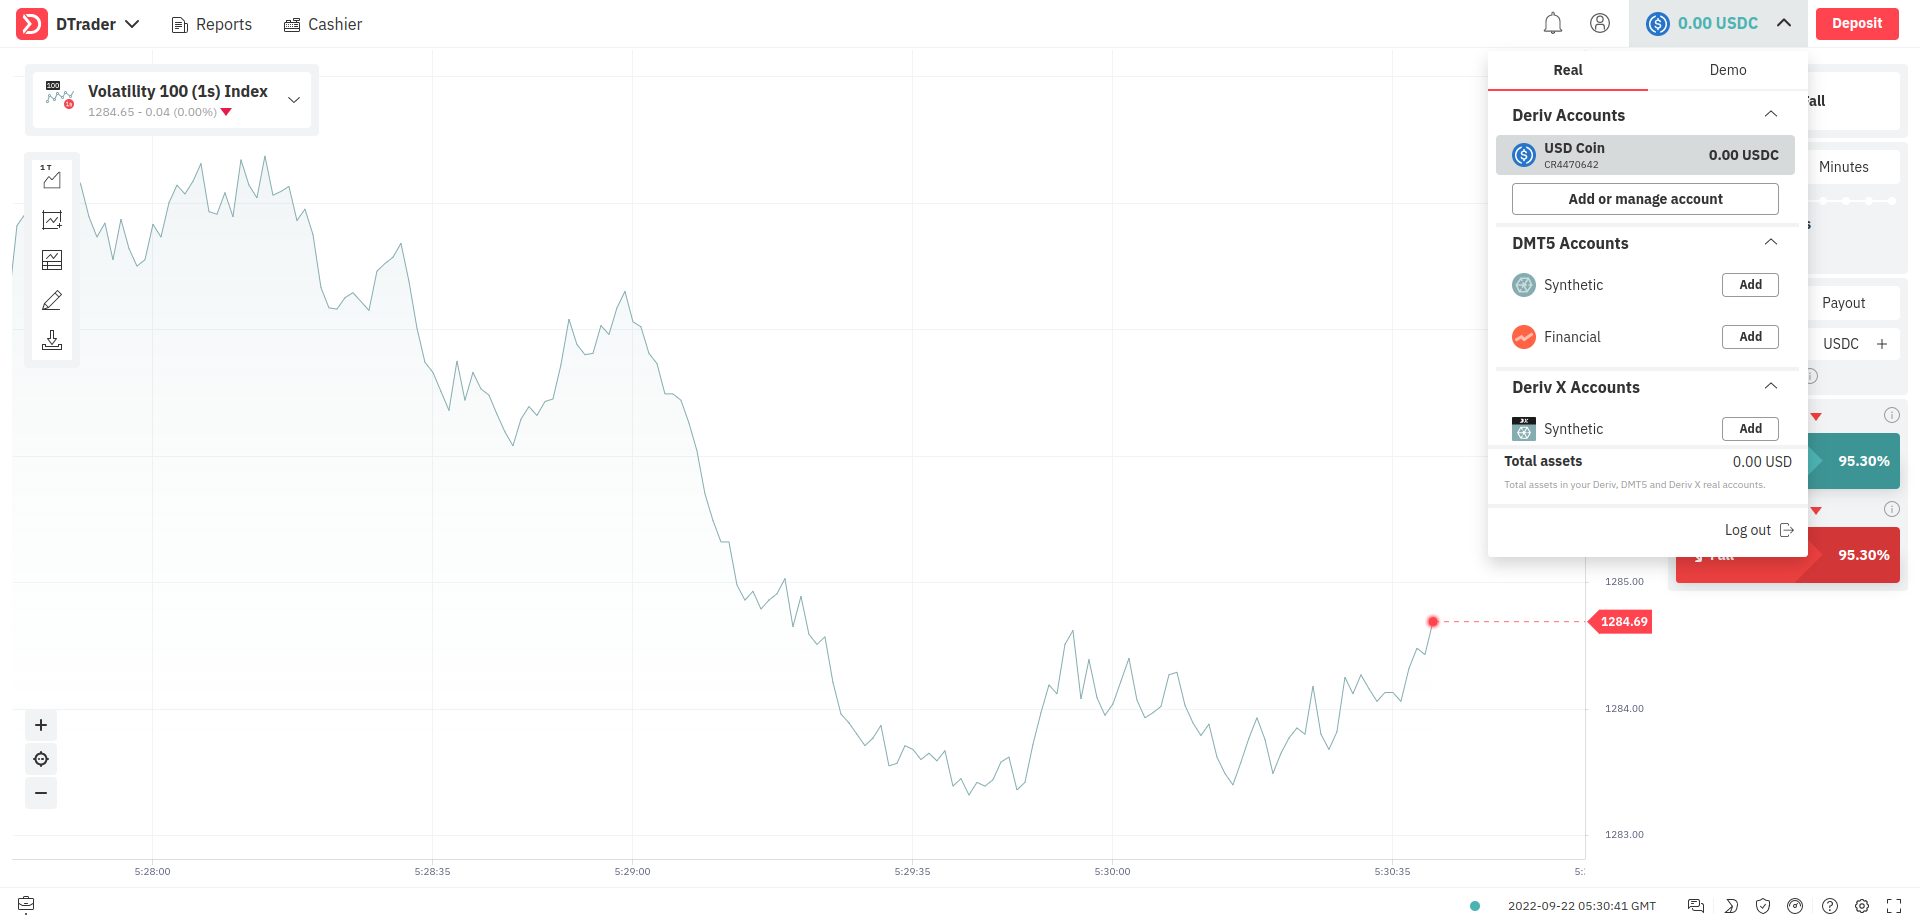 DTrader
Reports
Cashier
0.00 USDC
Deposit
100
1s
Volatility 100 (1s) Index
1284.65 - 0.04 (0.00%)
1 T
Real
Demo
Deriv Accounts
USD Coin
CR4470642
0.00 USDC
Add or manage account
DMT5 Accounts
Synthetic
Add
Financial
Add
Deriv X Accounts
Synthetic
Add
Total assets
0.00 USD
Total assets in your Deriv, DMT5 and Deriv X real accounts.
Log out
Minutes
Payout
USDC +
95.30%
95.30%
1285.00
1284.69
1284.00
1283.00
5:28:00
5:28:35
5:29:00
5:29:35
5:30:00
5:30:35
2022-09-22 05:30:41 GMT